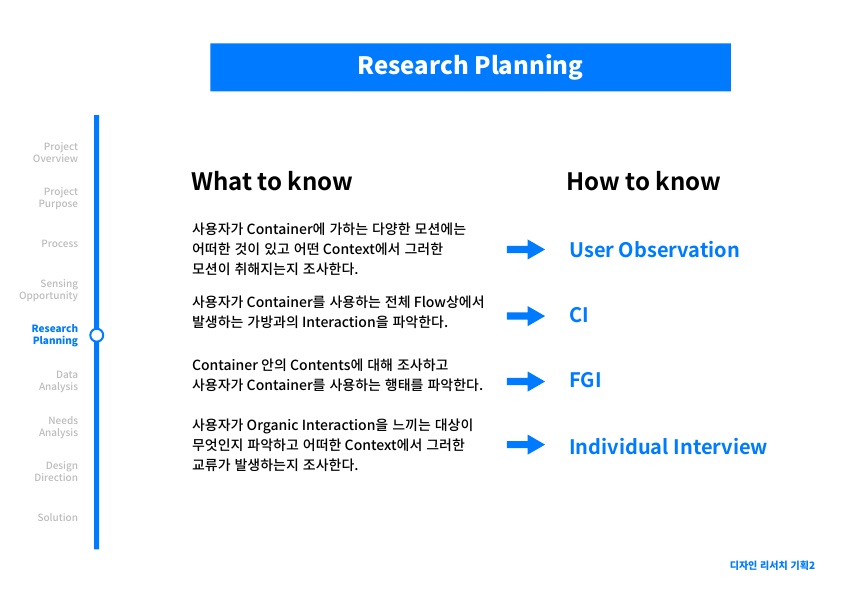 Research Planning
Project
Overview
Project
Purpose
Process
Sensing
Opportunity
Research
Planning
Data
Analysis
Needs
Analysis
Design
Direction
Solution
What to know
How to know
사용자가 Container에 가하는 다양한 모션에는
어떠한 것이 있고 어떤 Context에서 그러한
모션이 취해지는지 조사한다.
User Observation
사용자가 Container를 사용하는 전체 Flow상에서
발생하는 가방과의 Interaction을 파악한다.
CI
Container 안의 Contents에 대해 조사하고
사용자가 Container를 사용하는 행태를 파악한다.
FGI
사용자가 Organic Interaction을 느끼는 대상이
무엇인지 파악하고 어떠한 Context에서 그러한
교류가 발생하는지 조사한다.
Individual Interview
디자인 리서치 기획2